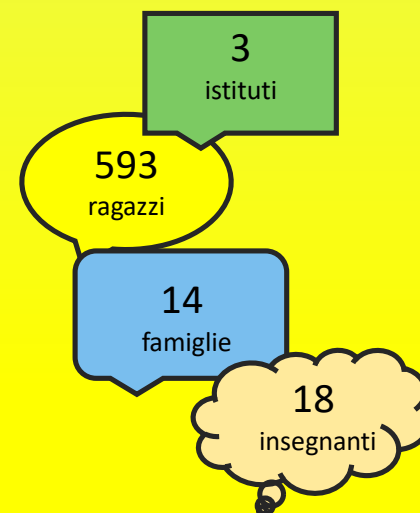 3
istituti
593
ragazzi
14
famiglie
18
insegnanti